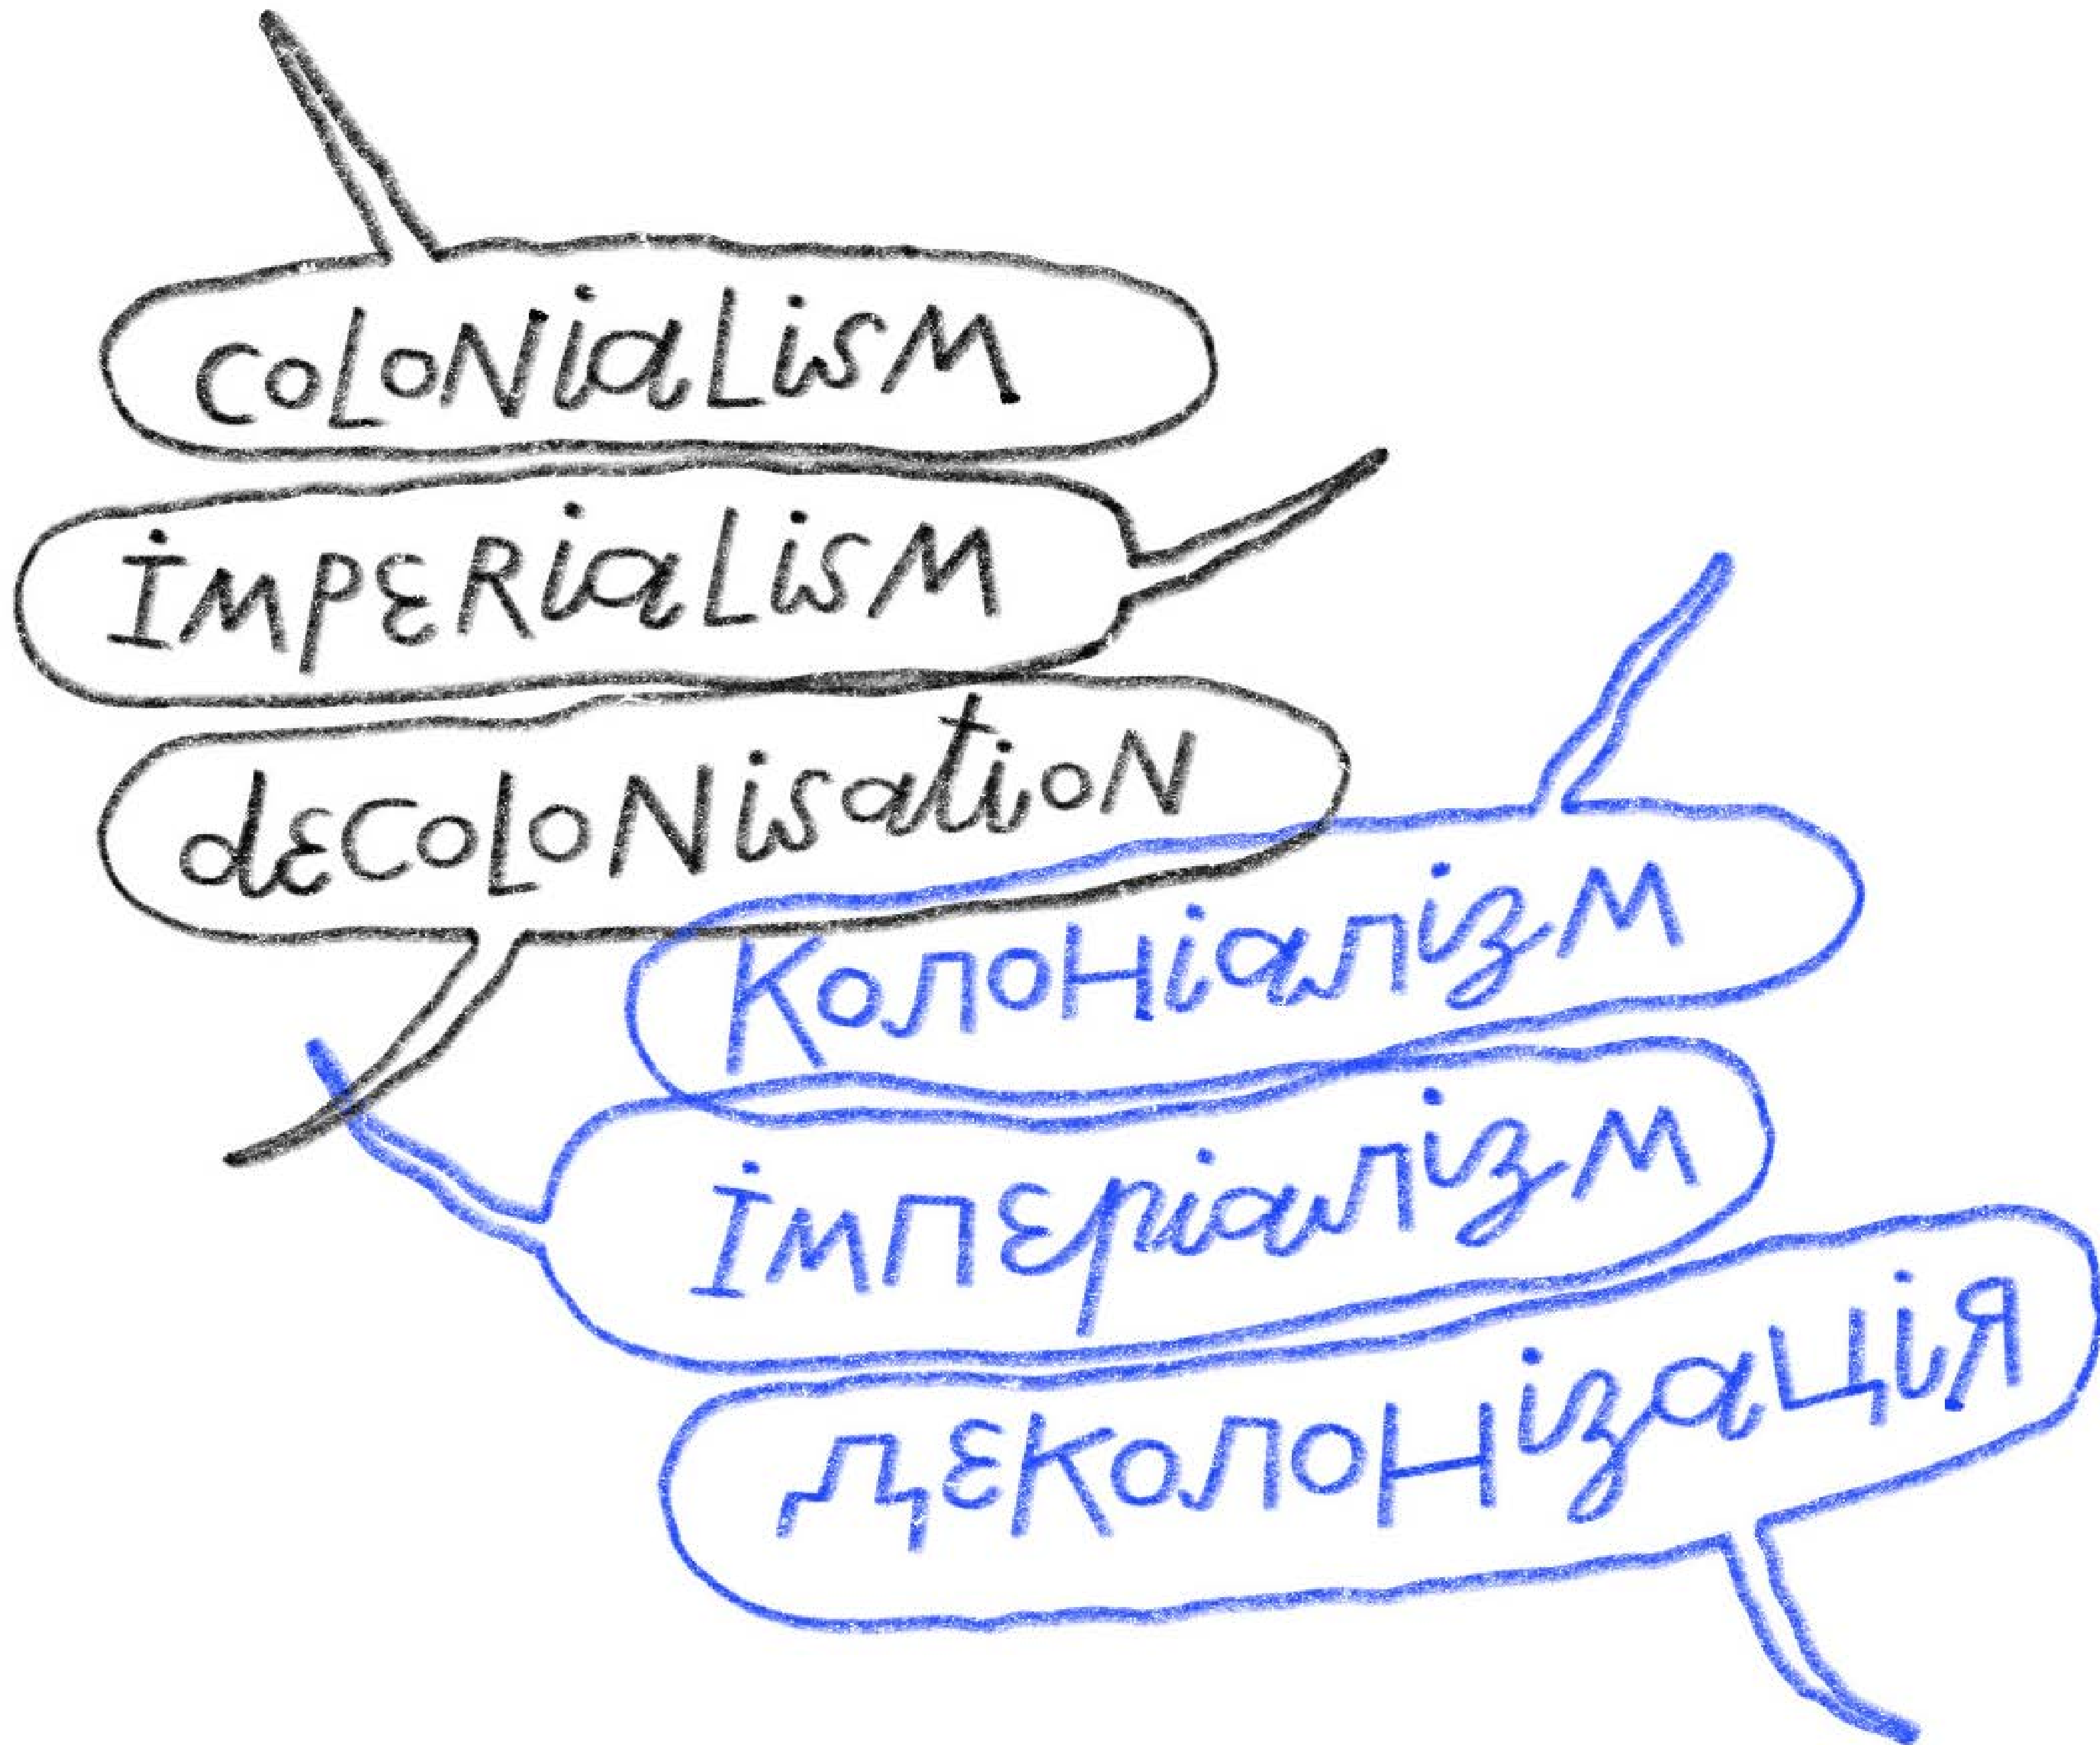 COLONiaLiSM
iMPERiaLiSM
dECOLONiSatioN
Колоніалізм
імперіалізм
деколонізація